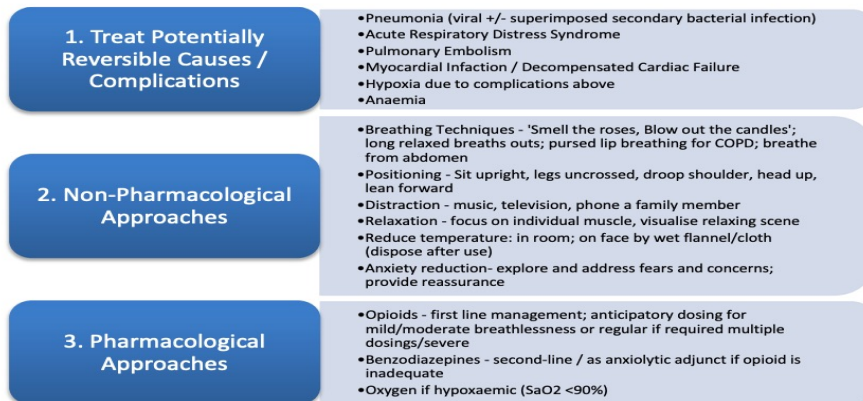 1. Treat Potentially
Reversible Causes /
Complications
•Pneumonia (viral +/- superimposed secondary bacterial infection)
•Acute Respiratory Distress Syndrome
•Pulmonary Embolism
•Myocardial Infaction / Decompensated Cardiac Failure
•Hypoxia due to complications above
•Anaemia
2. Non-Pharmacological
Approaches
•Breathing Techniques - 'Smell the roses, Blow out the candles';
long relaxed breaths outs; pursed lip breathing for COPD; breathe
from abdomen
•Positioning - Sit upright, legs uncrossed, droop shoulder, head up,
lean forward
•Distraction - music, television, phone a family member
•Relaxation - focus on individual muscle, visualise relaxing scene
•Reduce temperature: in room; on face by wet flannel/cloth
(dispose after use)
•Anxiety reduction- explore and address fears and concerns;
provide reassurance
3. Pharmacological
Approaches
•Opioids - first line management; anticipatory dosing for
mild/moderate breathlessness or regular if required multiple
dosings/severe
•Benzodiazepines - second-line / as anxiolytic adjunct if opioid is
inadequate
•Oxygen if hypoxaemic (SaO2 <90%)